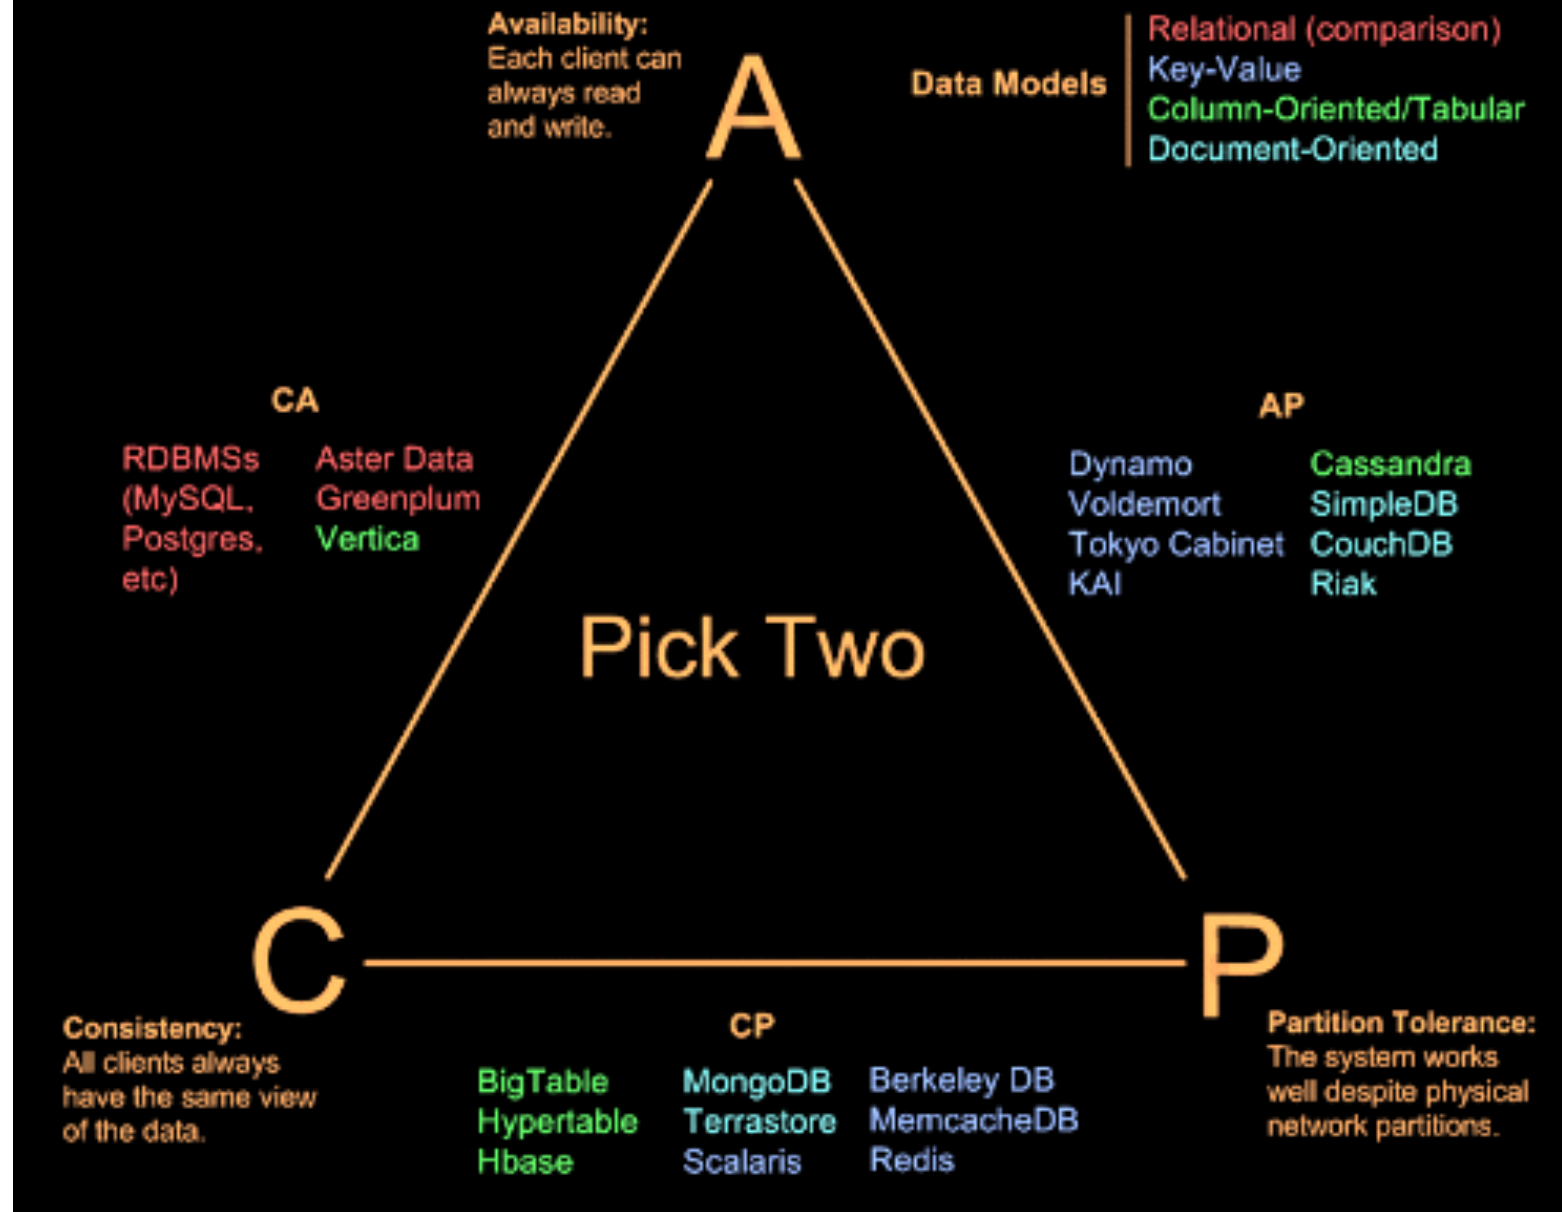 Availability:
Each client can
always read
and write.
A
Data Models
Relational (comparison)
Key-Value
Column-Oriented/Tabular
Document-Oriented
CA
RDBMSs
(MySQL,
Postgres,
etc)
Aster Data
Greenplum
Vertica
AP
Dynamo
Voldemort
Tokyo Cabinet
KAI
Cassandra
SimpleDB
CouchDB
Riak
Pick Two
C
Consistency:
All clients always
have the same view
of the data.
CP
BigTable
Hypertable
Hbase
MongoDB
Terrastore
Scalaris
Berkeley DB
MemcacheDB
Redis
P
Partition Tolerance:
The system works
well despite physical
network partitions.